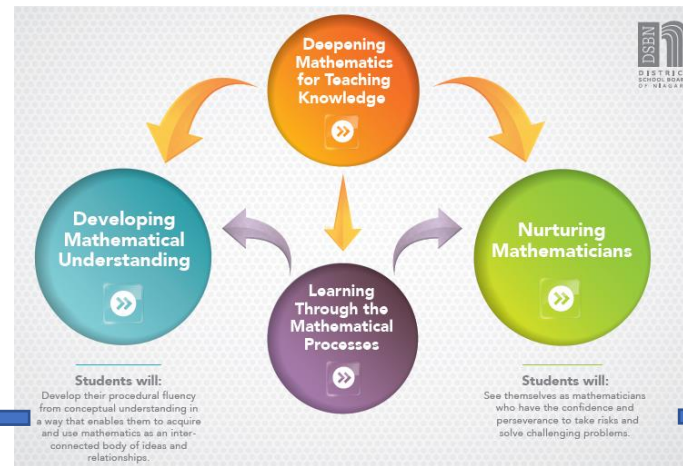 Deepening
Mathematics
for Teaching
Knowledge
DSBN
DISTRICT
SCHOOL BOARD
OF NIAGARA
Developing
Mathematical
Understanding
Nurturing
Mathematicians
Learning
Through the
Mathematical
Processes
Students will:
Develop their procedural fluency
from conceptual understanding in
a way that enables them to acquire
and use mathematics as an inter-
connected body of ideas and
relationships.
Students will:
See themselves as mathematicians
who have the confidence and
perseverance to take risks and
solve challenging problems.